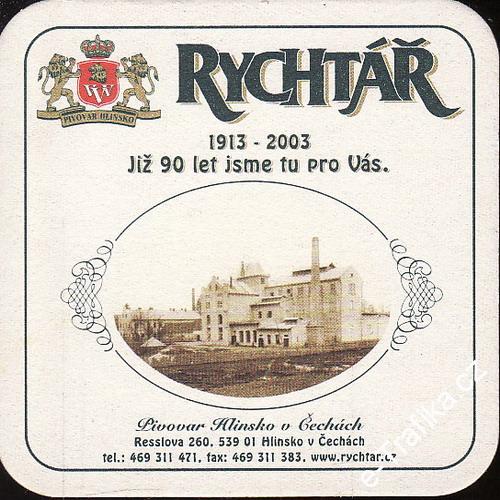 RYCHTÁŘ
PIVOVAR HLINSKO
1913 - 2003
Již 90 let jsme tu pro Vás.
Pivovar Hlinsko v Čechách
Resslova 260, 539 01 Hlinsko v Čechách
tel.: 469 311 471, fax: 469 311 383, www.rychtar.cz
e-trafika.cz